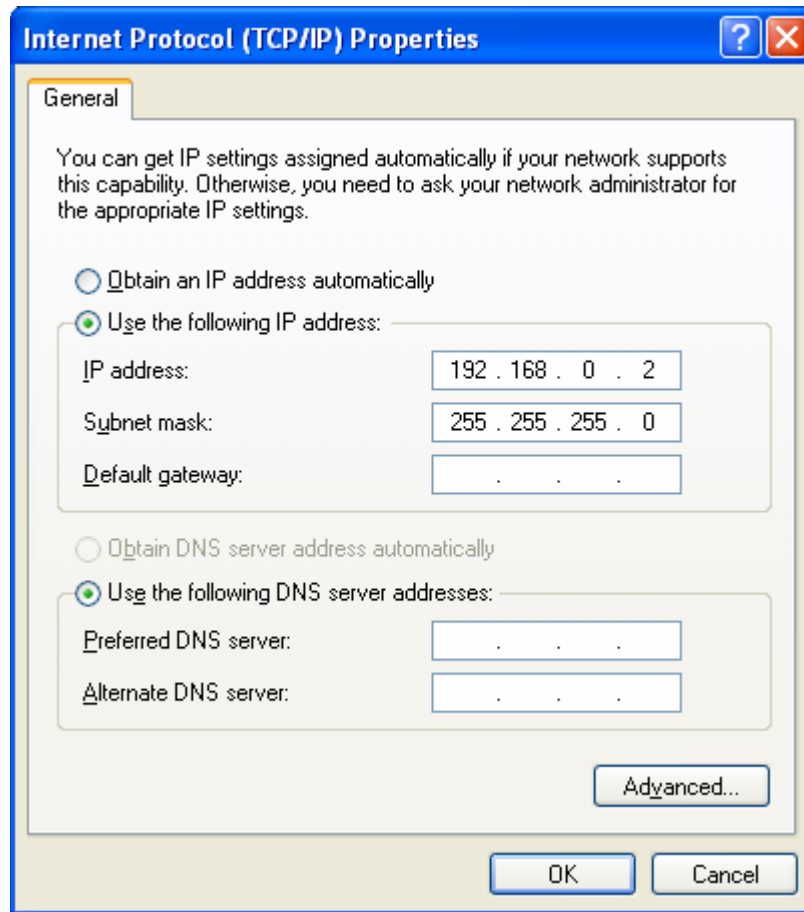 Internet Protocol (TCP/IP) Properties
General
You can get IP settings assigned automatically if your network supports
this capability. Otherwise, you need to ask your network administrator for
the appropriate IP settings.
Obtain an IP address automatically
Use the following IP address:
IP address: 192 . 168 . 0 . 2
Subnet mask: 255 . 255 . 255 . 0
Default gateway: . . .
Obtain DNS server address automatically
Use the following DNS server addresses:
Preferred DNS server: . . .
Alternate DNS server: . . .
Advanced...
OK Cancel